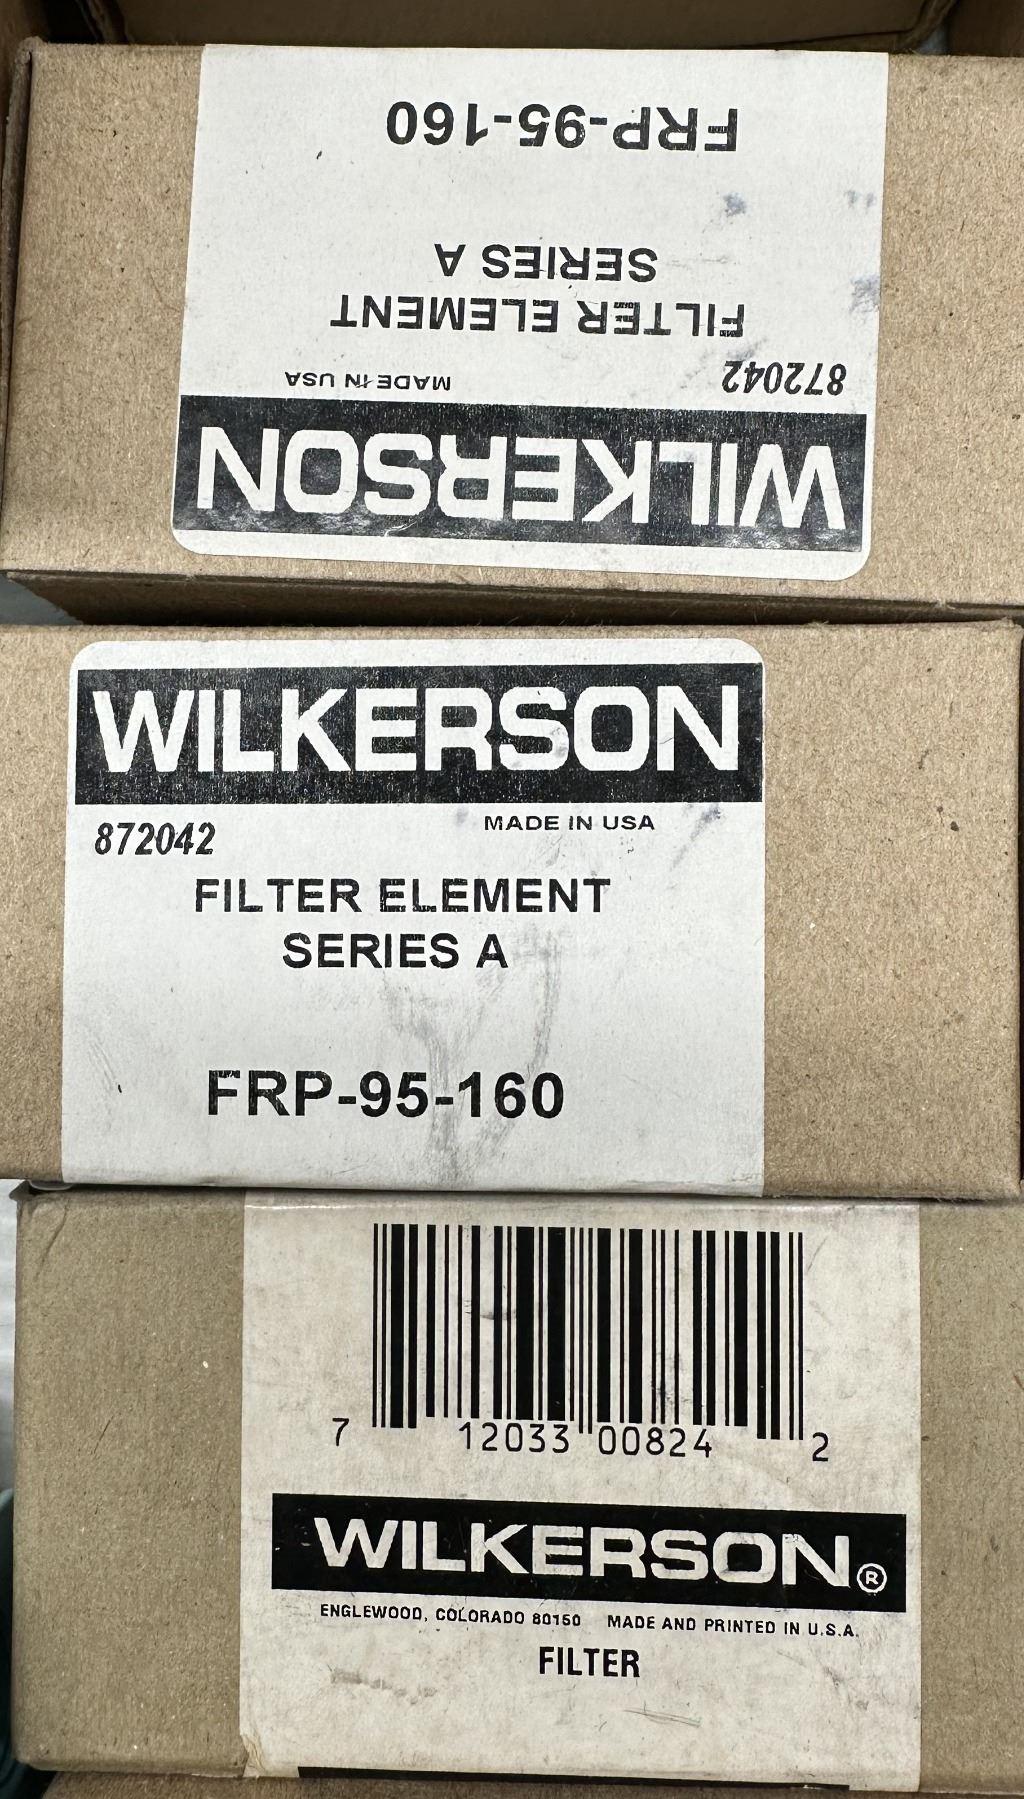 WILKERSON
872042 MADE IN USA
FILTER ELEMENT
SERIES A
FRP-95-160
WILKERSON
872042 MADE IN USA
FILTER ELEMENT
SERIES A
FRP-95-160
7 12033 00824 2
WILKERSON®
ENGLEWOOD, COLORADO 80150 MADE AND PRINTED IN U.S.A.
FILTER